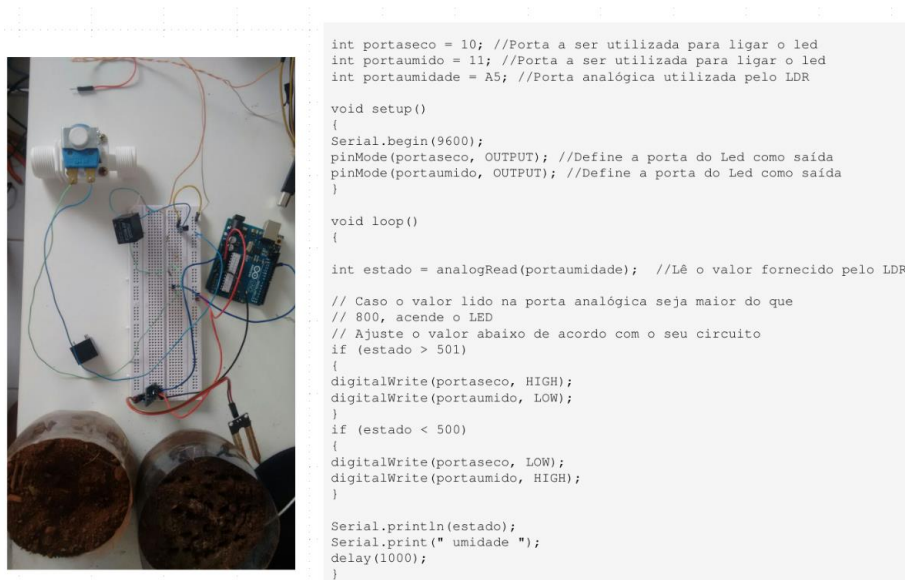 int portaseco = 10; //Porta a ser utilizada para ligar o led
int portaumido = 11; //Porta a ser utilizada para ligar o led
int portaumidade = A5; //Porta analógica utilizada pelo LDR
void setup()
{
Serial.begin(9600);
pinMode(portaseco, OUTPUT); //Define a porta do Led como saída
pinMode(portaumido, OUTPUT); //Define a porta do Led como saída
}
void loop()
{
int estado = analogRead(portaumidade); //Lê o valor fornecido pelo LDR
// Caso o valor lido na porta analógica seja maior do que
// 800, acende o LED
// Ajuste o valor abaixo de acordo com o seu circuito
if (estado > 501)
{
digitalWrite(portaseco, HIGH);
digitalWrite(portaumido, LOW);
}
if (estado < 500)
{
digitalWrite(portaseco, LOW);
digitalWrite(portaumido, HIGH);
}
Serial.println(estado);
Serial.print(" umidade ");
delay(1000);
}